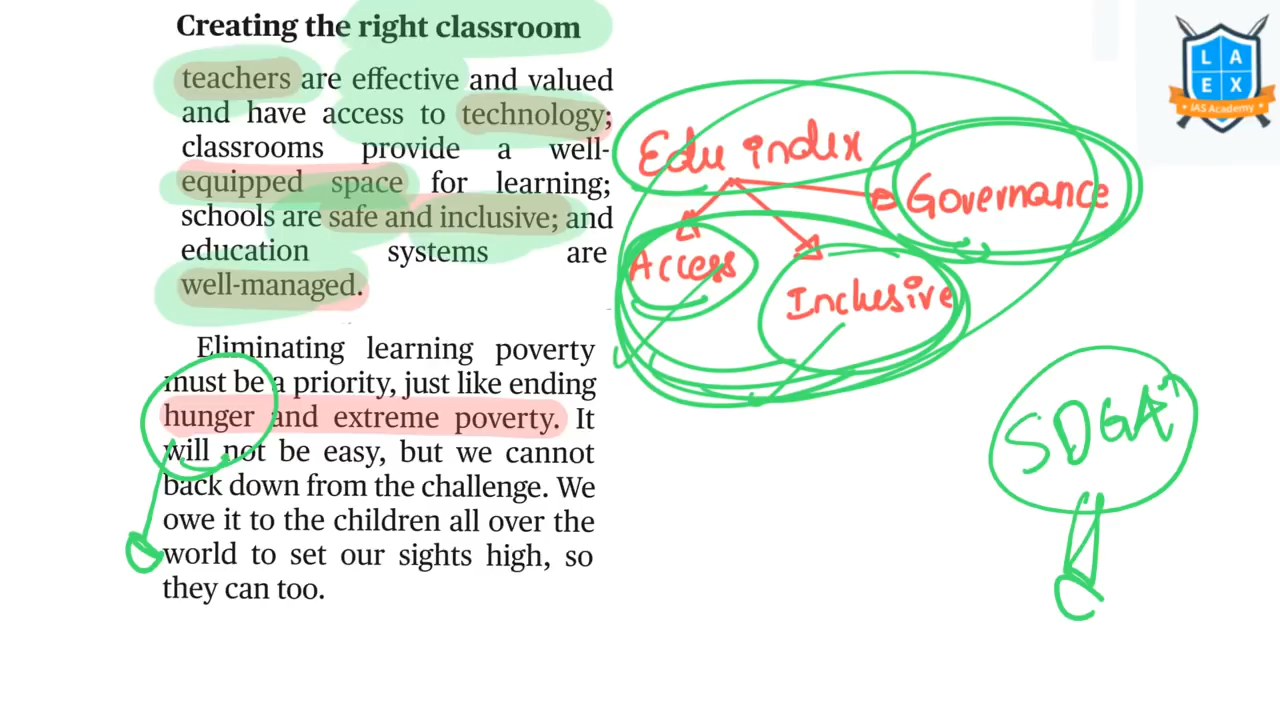 Creating the right classroom
teachers are effective and valued
and have access to technology;
classrooms provide a well-
equipped space for learning;
schools are safe and inclusive; and
education systems are
well-managed.
Eliminating learning poverty
must be a priority, just like ending
hunger and extreme poverty. It
will not be easy, but we cannot
back down from the challenge. We
owe it to the children all over the
world to set our sights high, so
they can too.
Edu index
Governance
Access
Inclusive
LA
EX
IAS Academy